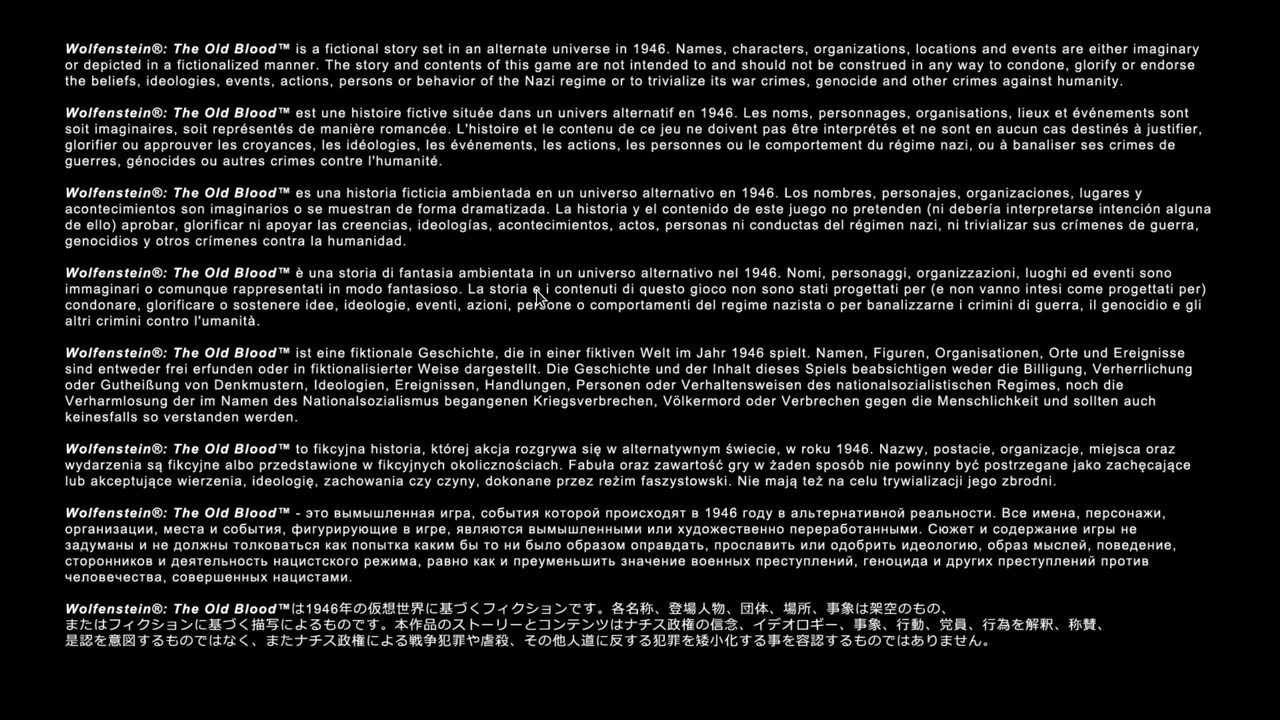 Wolfenstein®: The Old Blood™ is a fictional story set in an alternate universe in 1946. Names, characters, organizations, locations and events are either imaginary
or depicted in a fictionalized manner. The story and contents of this game are not intended to and should not be construed in any way to condone, glorify or endorse
the beliefs, ideologies, events, actions, persons or behavior of the Nazi regime or to trivialize its war crimes, genocide and other crimes against humanity.
Wolfenstein®: The Old Blood™ est une histoire fictive située dans un univers alternatif en 1946. Les noms, personnages, organisations, lieux et événements sont
soit imaginaires, soit représentés de manière romancée. L'histoire et le contenu de ce jeu ne doivent pas être interprétés et ne sont en aucun cas destinés à justifier,
glorifier ou approuver les croyances, les idéologies, les événements, les actions, les personnes ou le comportement du régime nazi, ou à banaliser ses crimes de
guerres, génocides ou autres crimes contre l'humanité.
Wolfenstein®: The Old Blood™ es una historia ficticia ambientada en un universo alternativo en 1946. Los nombres, personajes, organizaciones, lugares y
acontecimientos son imaginarios o se muestran de forma dramatizada. La historia y el contenido de este juego no pretenden (ni debería interpretarse intención alguna
de ello) aprobar, glorificar ni apoyar las creencias, ideologías, acontecimientos, actos, personas ni conductas del régimen nazi, ni trivializar sus crímenes de guerra,
genocidios y otros crímenes contra la humanidad.
Wolfenstein®: The Old Blood™ è una storia di fantasia ambientata in un universo alternativo nel 1946. Nomi, personaggi, organizzazioni, luoghi ed eventi sono
immaginari o comunque rappresentati in modo fantasioso. La storia e i contenuti di questo gioco non sono stati progettati per (e non vanno intesi come progettati per)
condonare, glorificare o sostenere idee, ideologie, eventi, azioni, persone o comportamenti del regime nazista o per banalizzarne i crimini di guerra, il genocidio e gli
altri crimini contro l'umanità.
Wolfenstein®: The Old Blood™ ist eine fiktionale Geschichte, die in einer fiktiven Welt im Jahr 1946 spielt. Namen, Figuren, Organisationen, Orte und Ereignisse
sind entweder frei erfunden oder in fiktionalisierter Weise dargestellt. Die Geschichte und der Inhalt dieses Spiels beabsichtigen weder die Billigung, Verherrlichung
oder Gutheißung von Denkmustern, Ideologien, Ereignissen, Handlungen, Personen oder Verhaltensweisen des nationalsozialistischen Regimes, noch die
Verharmlosung der im Namen des Nationalsozialismus begangenen Kriegsverbrechen, Völkermord oder Verbrechen gegen die Menschlichkeit und sollten auch
keinesfalls so verstanden werden.
Wolfenstein®: The Old Blood™ to fikcyjna historia, której akcja rozgrywa się w alternatywnym świecie, w roku 1946. Nazwy, postacie, organizacje, miejsca oraz
wydarzenia są fikcyjne albo przedstawione w fikcyjnych okolicznościach. Fabuła oraz zawartość gry w żaden sposób nie powinny być postrzegane jako zachęcające
lub akceptujące wierzenia, ideologię, zachowania czy czyny, dokonane przez reżim faszystowski. Nie mają też na celu trywializacji jego zbrodni.
Wolfenstein®: The Old Blood™ - это вымышленная игра, события которой происходят в 1946 году в альтернативной реальности. Все имена, персонажи,
организации, места и события, фигурирующие в игре, являются вымышленными или художественно переработанными. Сюжет и содержание игры не
задуманы и не должны толковаться как попытка каким бы то ни было образом оправдать, прославить или одобрить идеологию, образ мыслей, поведение,
сторонников и деятельность нацистского режима, равно как и преуменьшить значение военных преступлений, геноцида и других преступлений против
человечества, совершенных нацистами.
Wolfenstein®: The Old Blood™は1946年の仮想世界に基づくフィクションです。各名称、登場人物、団体、場所、事象は架空のもの、
またはフィクションに基づく描写によるものです。本作品のストーリーとコンテンツはナチス政権の信念、イデオロギー、事象、行動、党員、行為を解釈、称賛、
是認を意図するものではなく、またナチス政権による戦争犯罪や虐殺、その他人道に反する犯罪を矮小化する事を容認するものではありません。